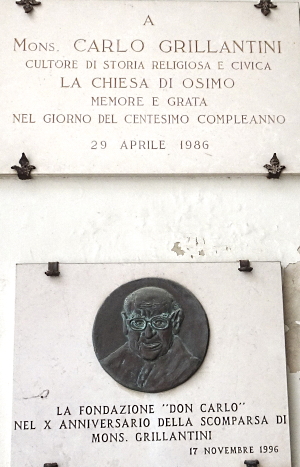 A
MONS. CARLO GRILLANTINI
CULTORE DI STORIA RELIGIOSA E CIVICA
LA CHIESA DI OSIMO
MEMORE E GRATA
NEL GIORNO DEL CENTESIMO COMPLEANNO
29 APRILE 1986
LA FONDAZIONE "DON CARLO"
NEL X ANNIVERSARIO DELLA SCOMPARSA DI
MONS. GRILLANTINI
17 NOVEMBRE 1996